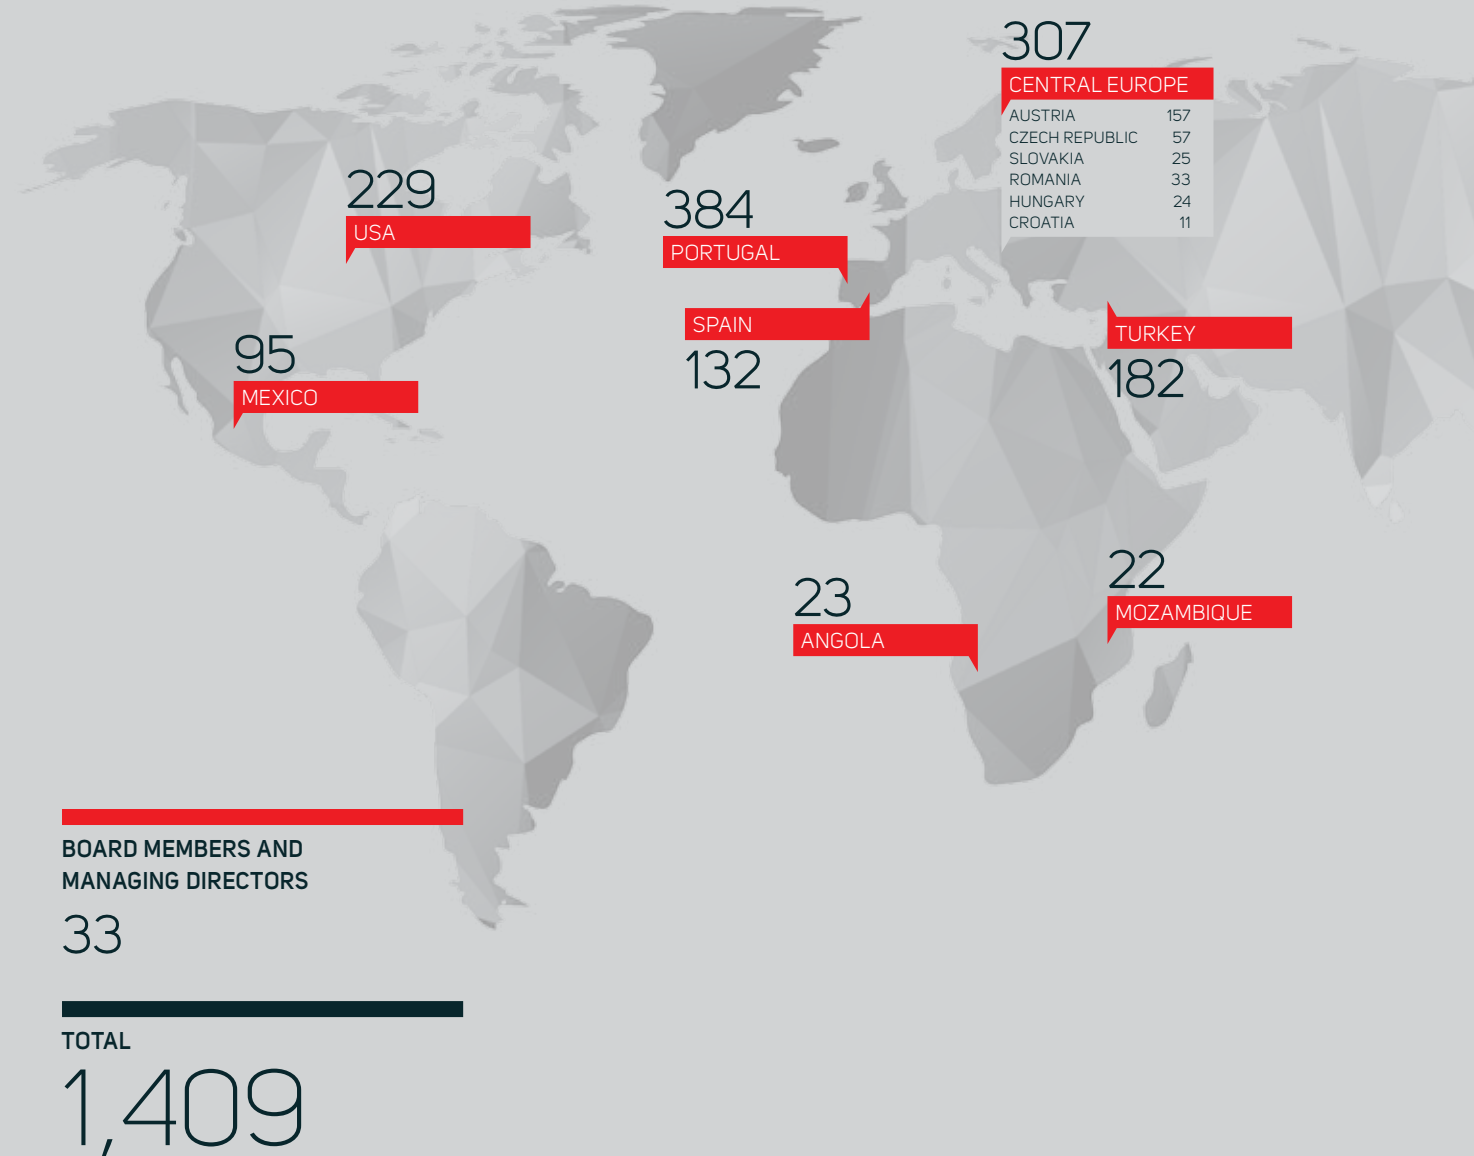 307
CENTRAL EUROPE
AUSTRIA 157
CZECH REPUBLIC 57
SLOVAKIA 25
ROMANIA 33
HUNGARY 24
CROATIA 11
229
USA
384
PORTUGAL
SPAIN
132
TURKEY
182
95
MEXICO
23
ANGOLA
22
MOZAMBIQUE
BOARD MEMBERS AND
MANAGING DIRECTORS
33
TOTAL
1,409